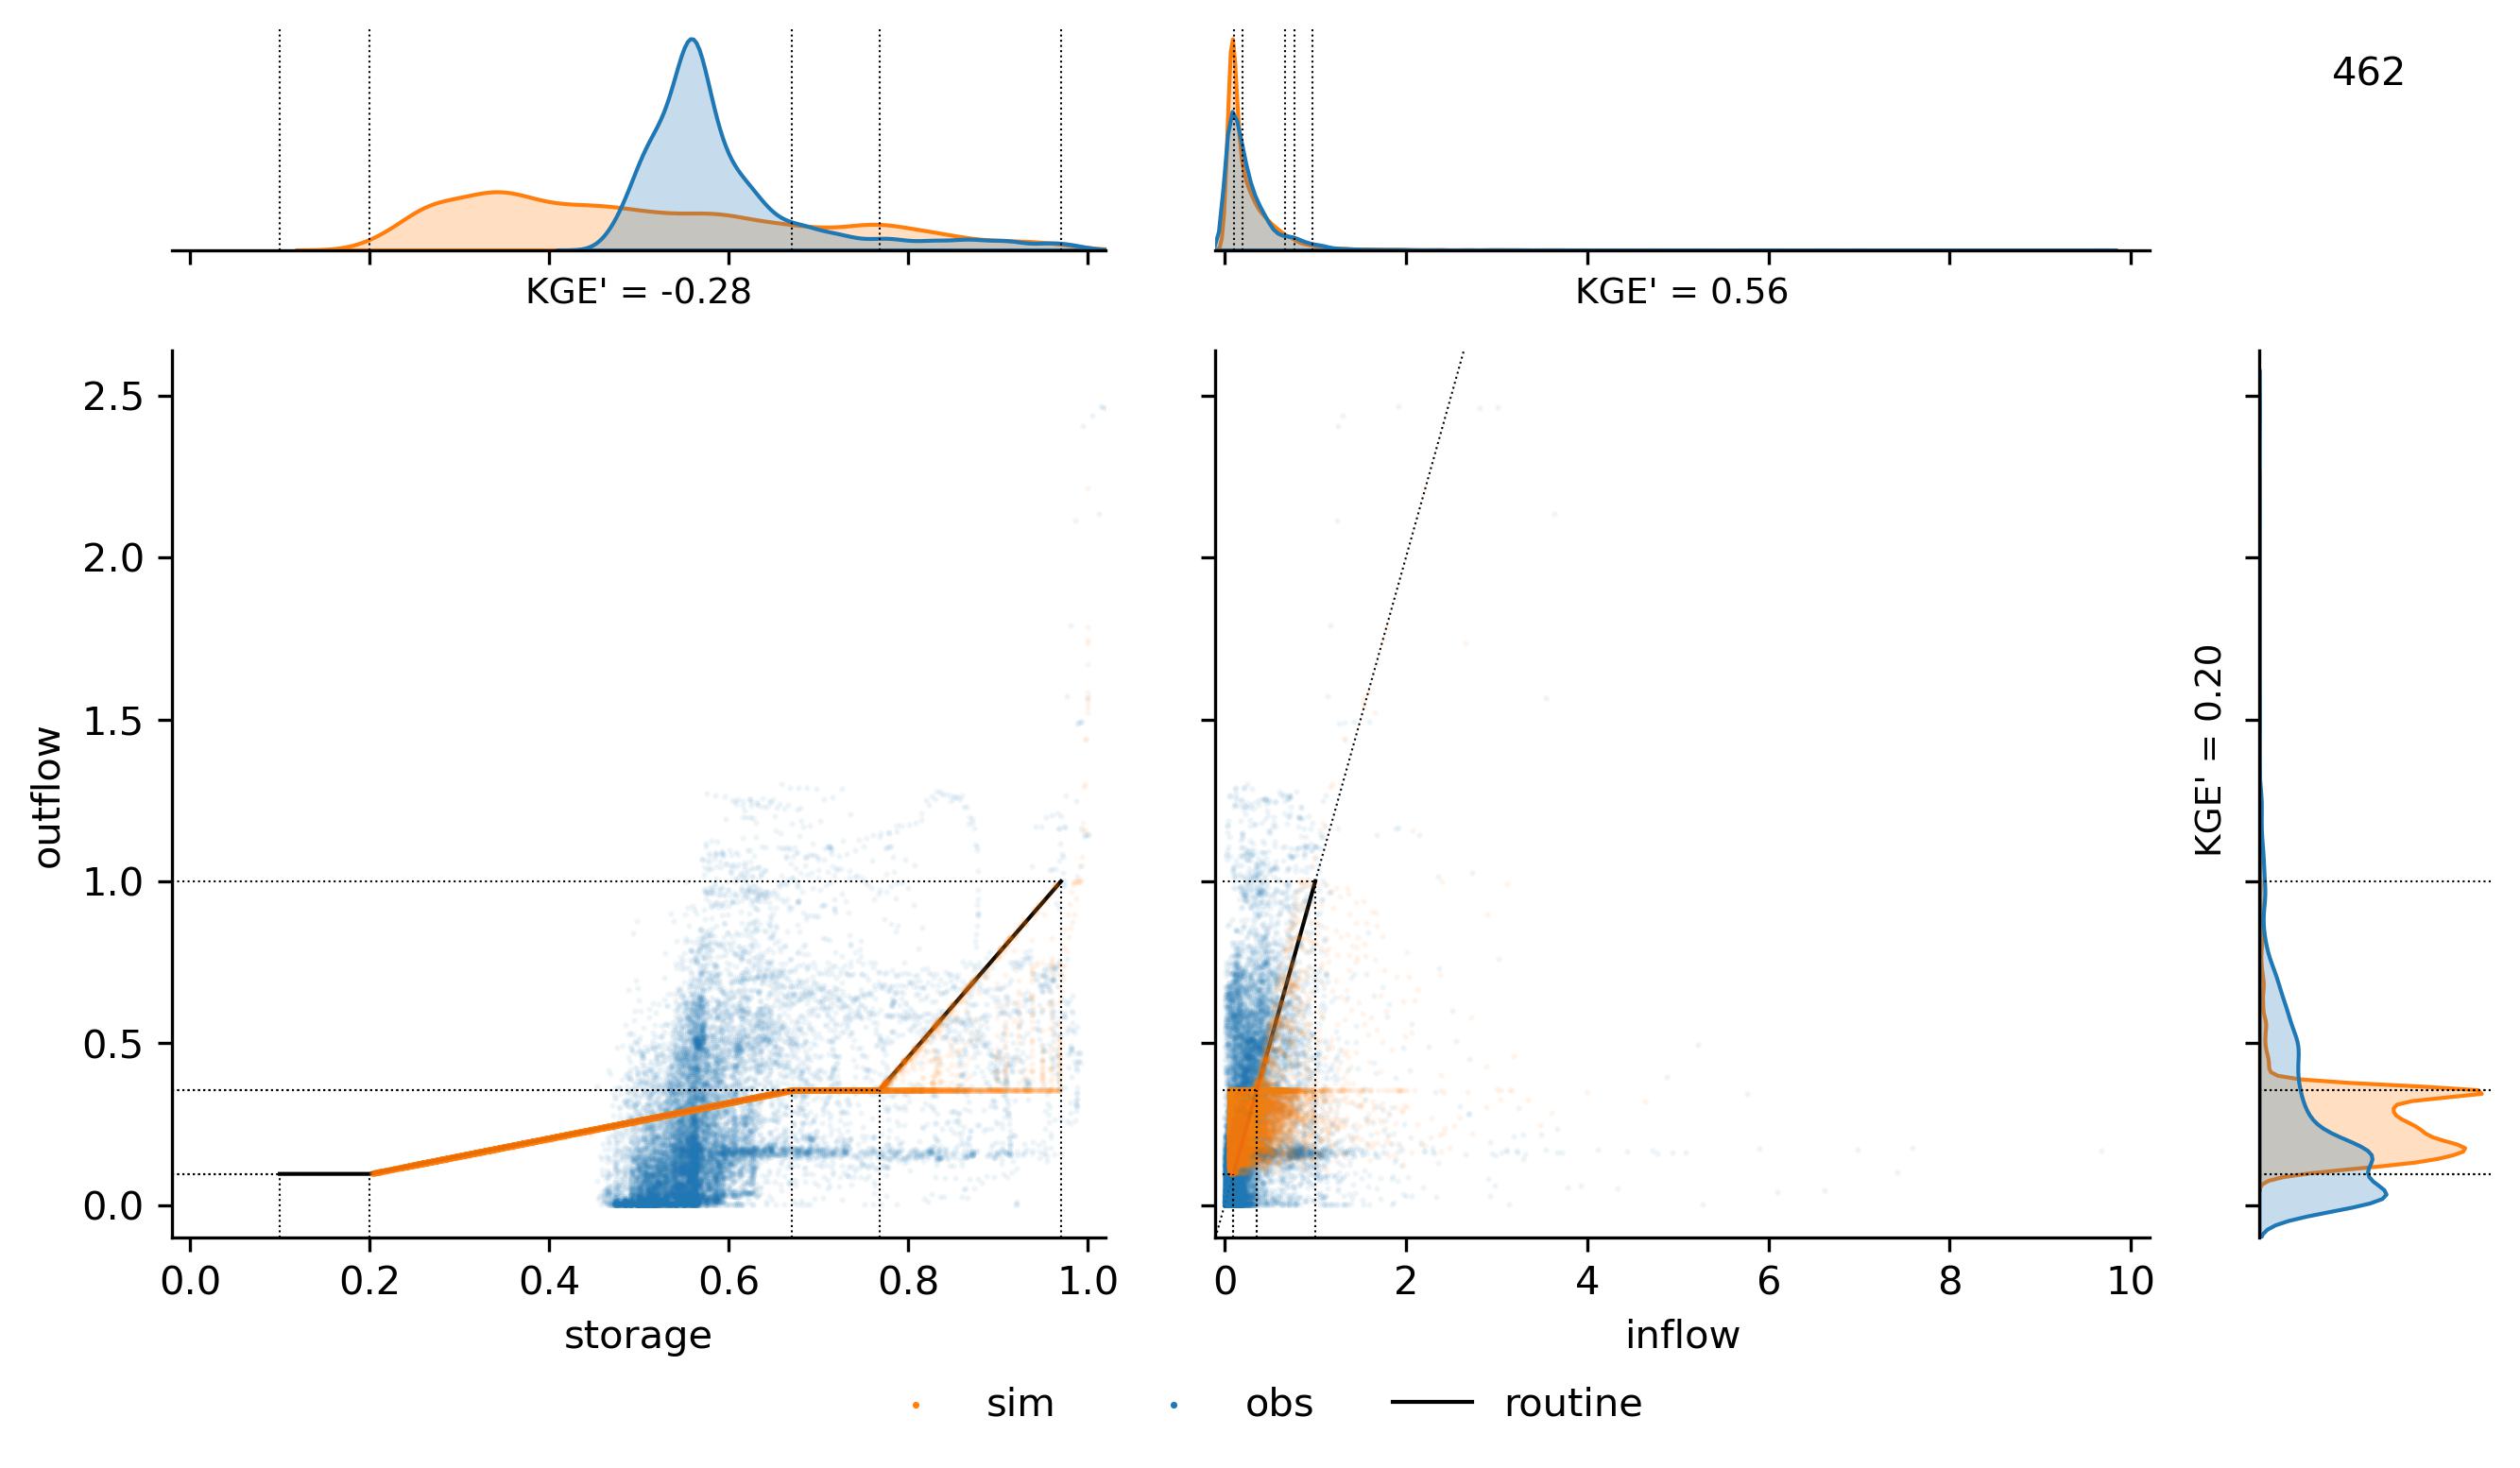 462
KGE' = -0.28
KGE' = 0.56
2.5
2.0
1.5
1.0
0.5
0.0
outflow
KGE' = 0.20
0.0 0.2 0.4 0.6 0.8 1.0
0 2 4 6 8 10
storage
inflow
sim obs routine